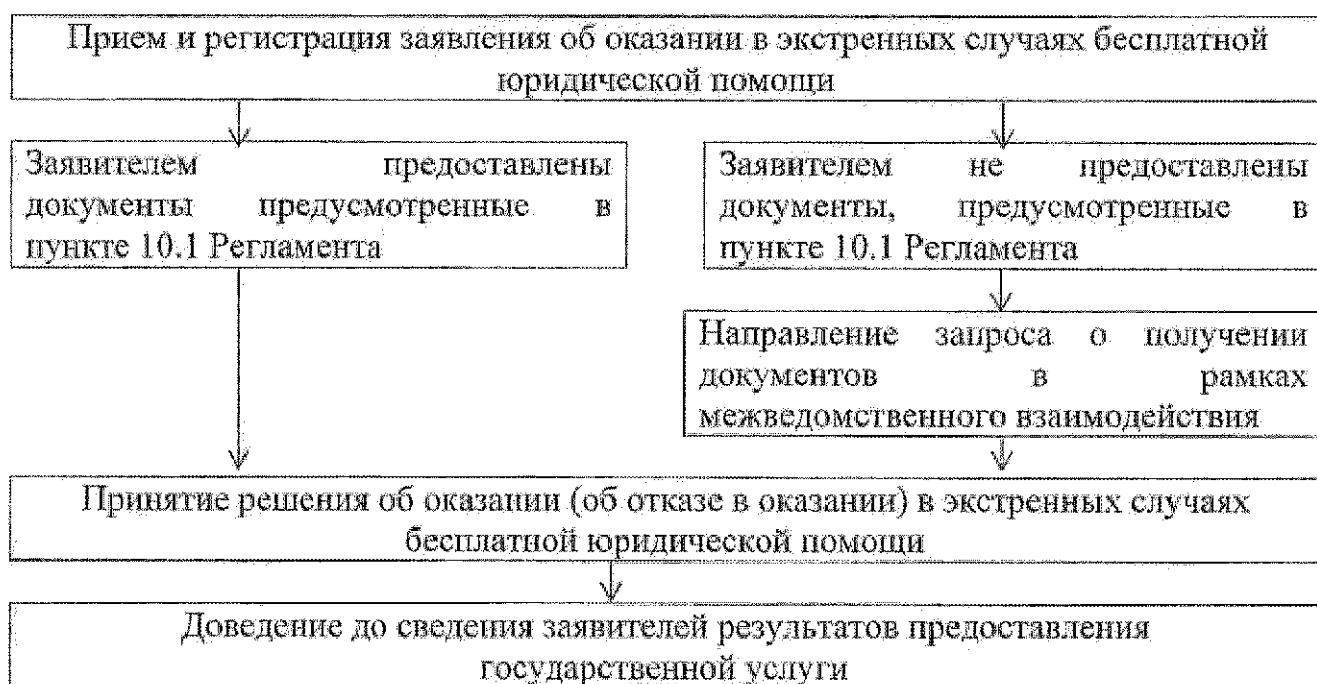 Прием и регистрация заявления об оказании в экстренных случаях бесплатной
юридической помощи
Заявителем предоставлены
документы предусмотренные в
пункте 10.1 Регламента
Заявителем не предоставлены
документы, предусмотренные в
пункте 10.1 Регламента
Направление запроса о получении
документов в рамках
межведомственного взаимодействия
Принятие решения об оказании (об отказе в оказании) в экстренных случаях
бесплатной юридической помощи
Доведение до сведения заявителей результатов предоставления
государственной услуги